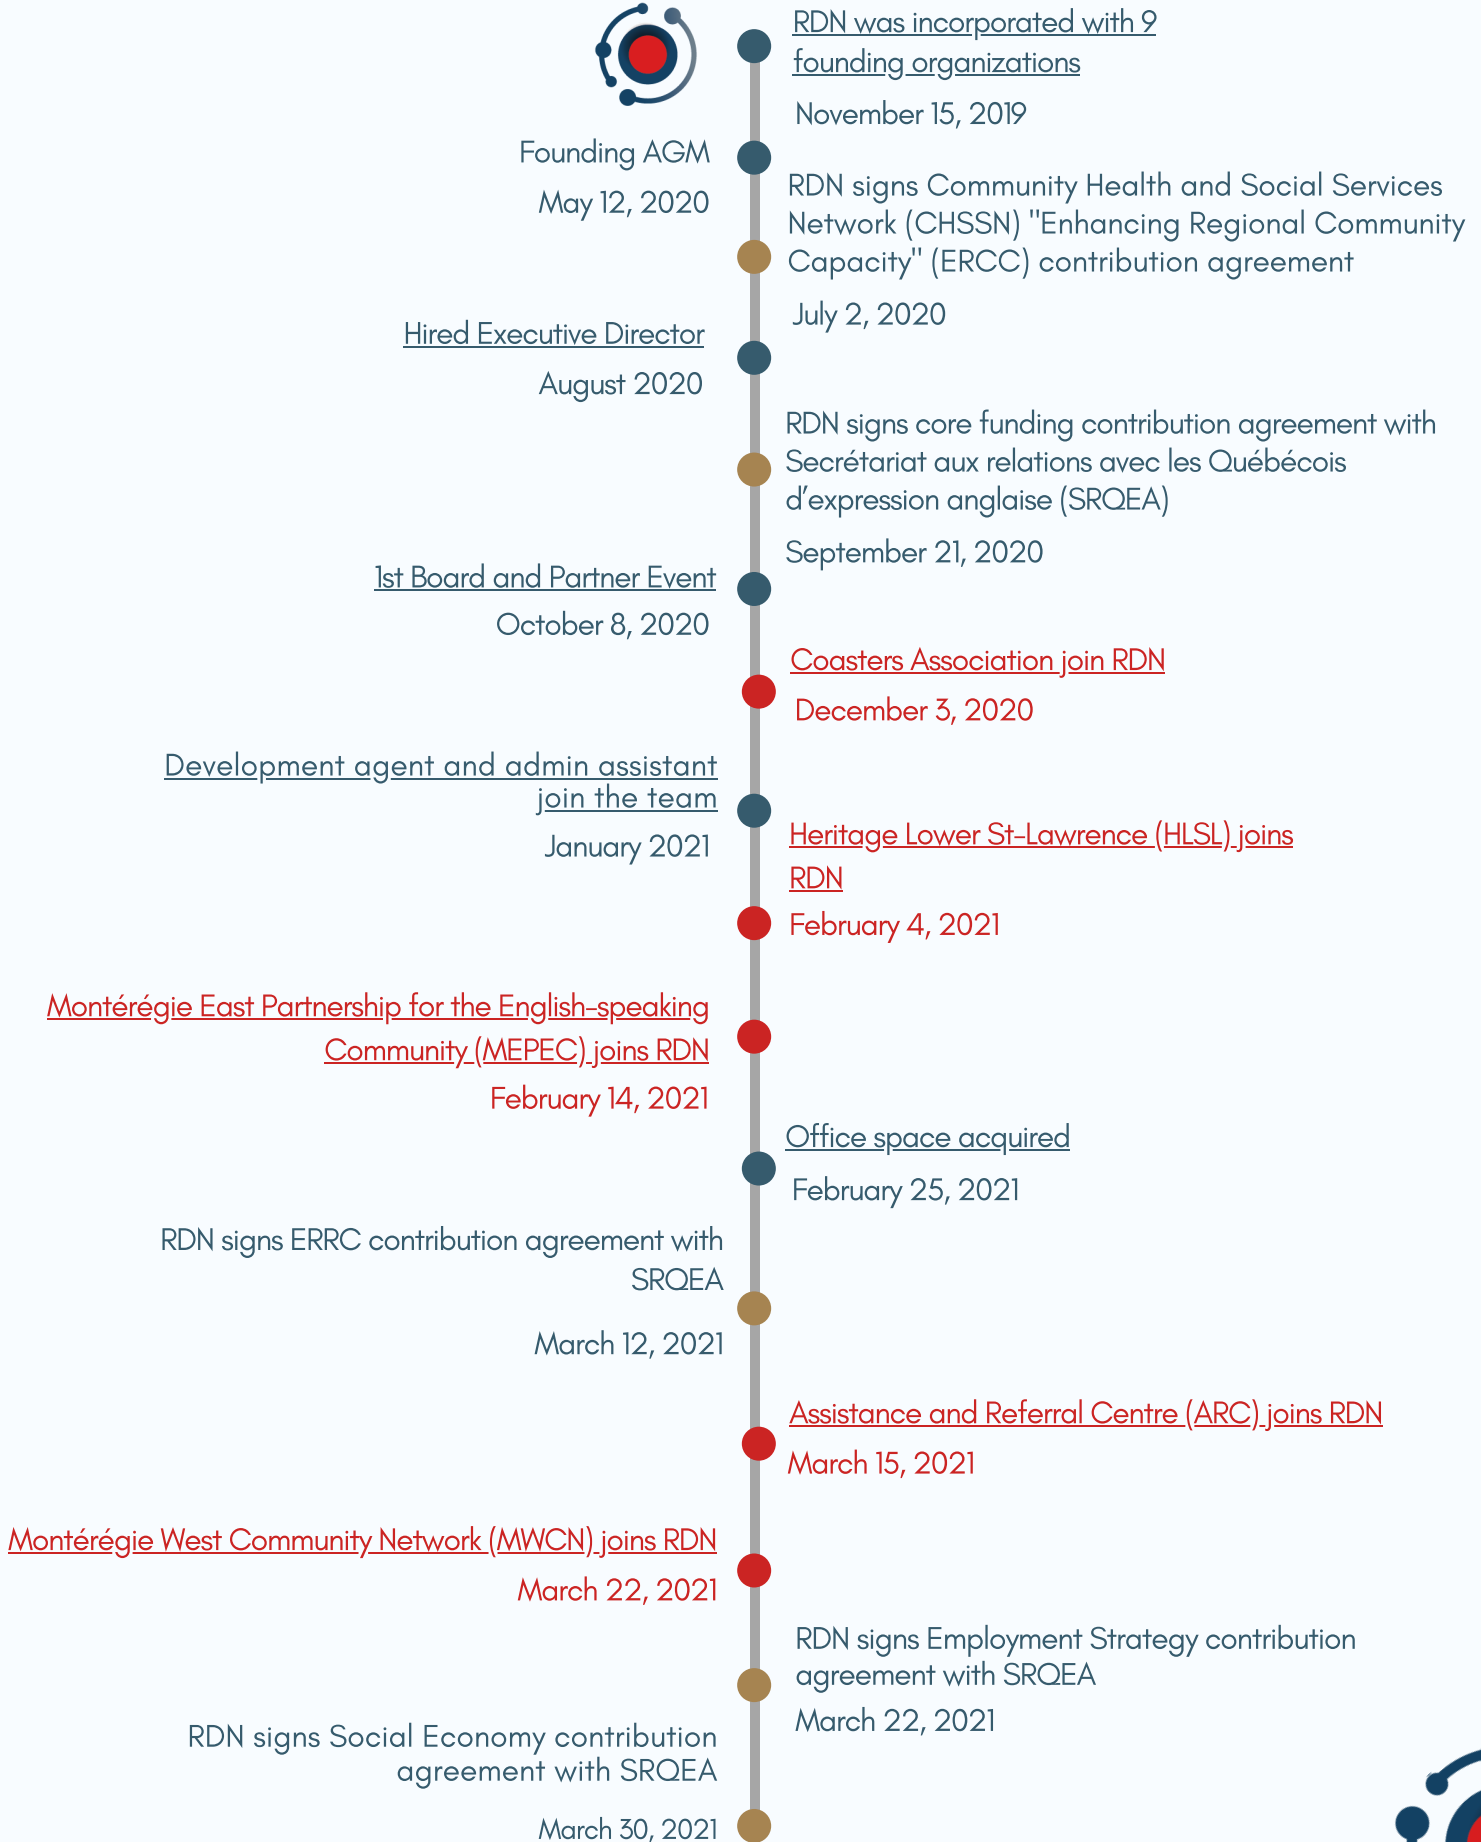 RDN was incorporated with 9
founding organizations
November 15, 2019
Founding AGM
May 12, 2020
RDN signs Community Health and Social Services
Network (CHSSN) "Enhancing Regional Community
Capacity" (ERCC) contribution agreement
July 2, 2020
Hired Executive Director
August 2020
RDN signs core funding contribution agreement with
Secrétariat aux relations avec les Québécois
d’expression anglaise (SRQEA)
September 21, 2020
1st Board and Partner Event
October 8, 2020
Coasters Association join RDN
December 3, 2020
Development agent and admin assistant
join the team
January 2021
Heritage Lower St-Lawrence (HLSL) joins
RDN
February 4, 2021
Montérégie East Partnership for the English-speaking
Community (MEPEC) joins RDN
February 14, 2021
Office space acquired
February 25, 2021
RDN signs ERRC contribution agreement with
SRQEA
March 12, 2021
Assistance and Referral Centre (ARC) joins RDN
March 15, 2021
Montérégie West Community Network (MWCN) joins RDN
March 22, 2021
RDN signs Employment Strategy contribution
agreement with SRQEA
March 22, 2021
RDN signs Social Economy contribution
agreement with SRQEA
March 30, 2021